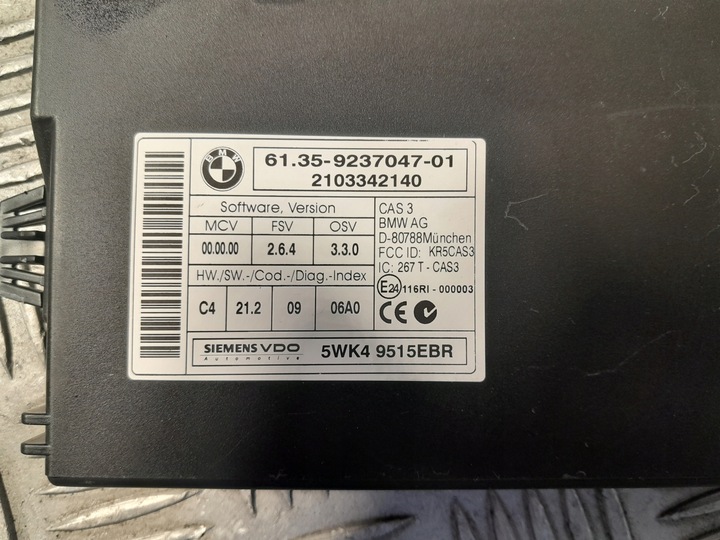 BMW
61.35-9237047-01
2103342140
Software, Version
MCV FSV OSV
00.00.00 2.6.4 3.3.0
HW./SW.-/Cod.-/Diag.-Index
C4 21.2 09 06A0
CAS 3
BMW AG
D-80788München
FCC ID: KR5CAS3
IC: 267 T - CAS3
E24 116RI - 000003
CE
SIEMENS VDO
Automotive
5WK4 9515EBR